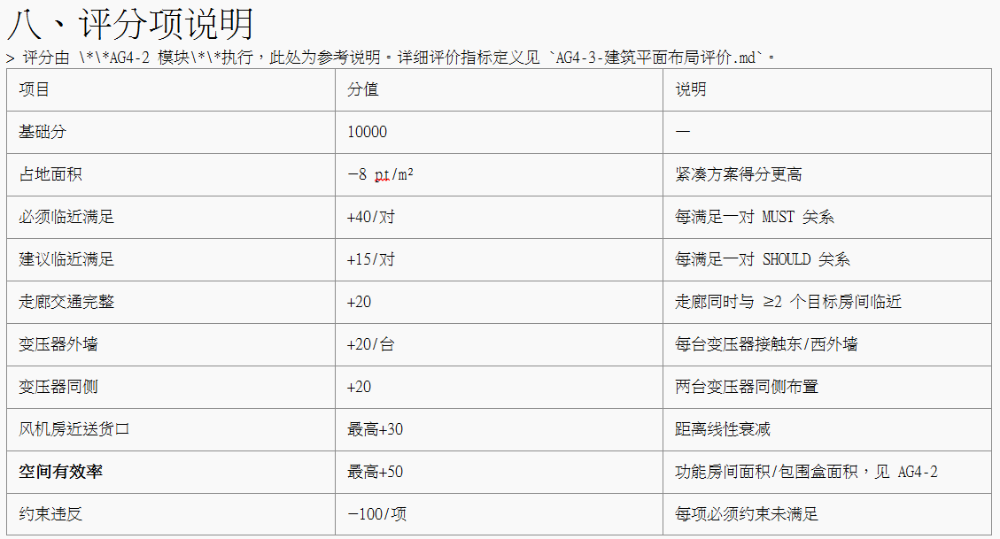 八、评分项说明
> 评分由 \*\*AG4-2 模块\*\*执行，此处为参考说明。详细评价指标定义见 `AG4-3-建筑平面布局评价.md`。
项目 分值 说明
基础分 10000 —
占地面积 −8 pt/m² 紧凑方案得分更高
必须临近满足 +40/对 每满足一对 MUST 关系
建议临近满足 +15/对 每满足一对 SHOULD 关系
走廊交通完整 +20 走廊同时与 ≥2 个目标房间临近
变压器外墙 +20/台 每台变压器接触东/西外墙
变压器同侧 +20 两台变压器同侧布置
风机房近送货口 最高+30 距离线性衰减
空间有效率 最高+50 功能房间面积/包围盒面积，见 AG4-2
约束违反 −100/项 每项必须约束未满足